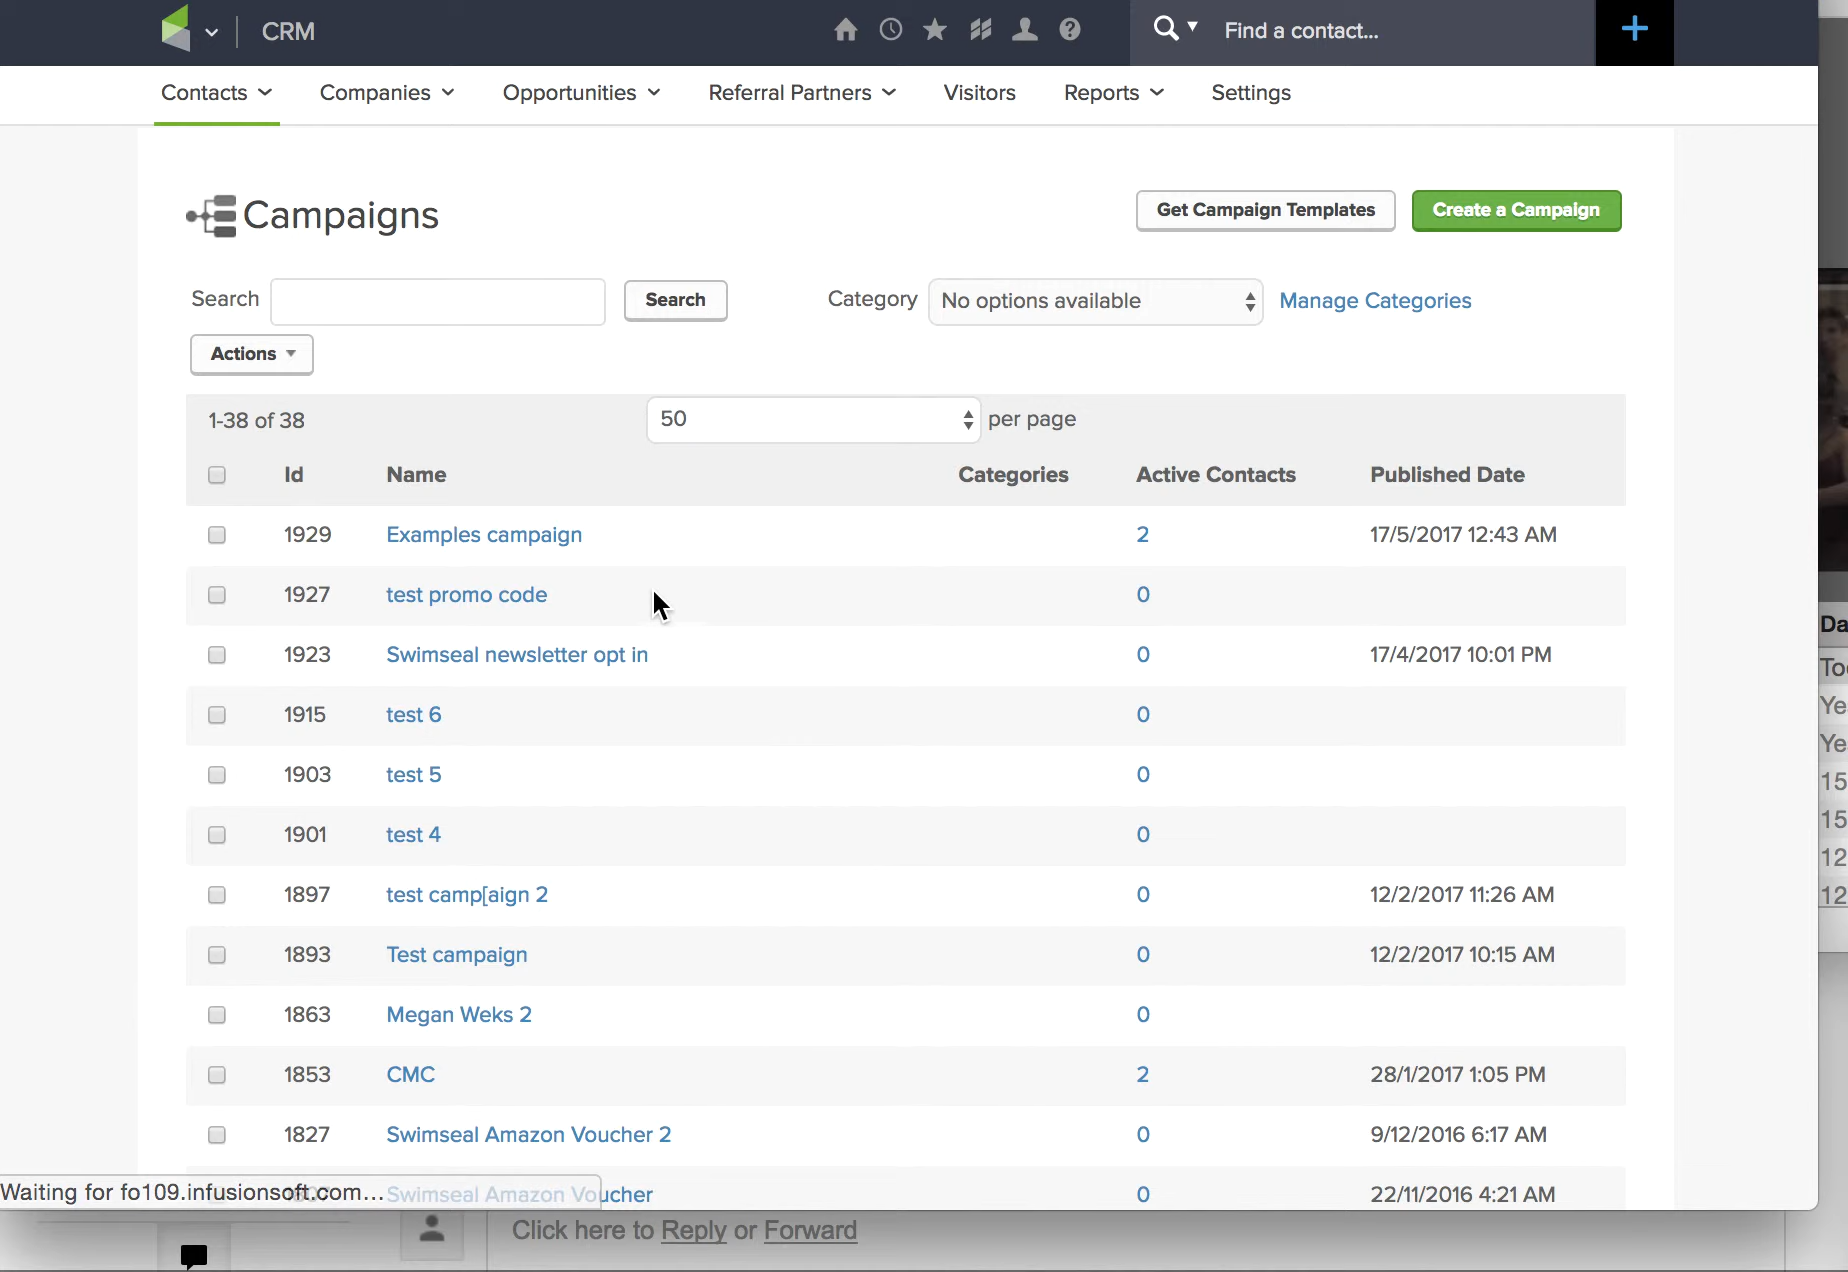 CRM
Find a contact...
Contacts Companies Opportunities Referral Partners Visitors Reports Settings
Campaigns
Get Campaign Templates
Create a Campaign
Search
Search
Category
No options available
Manage Categories
Actions
1-38 of 38
50
per page
Id Name Categories Active Contacts Published Date
1929 Examples campaign 2 17/5/2017 12:43 AM
1927 test promo code 0
1923 Swimseal newsletter opt in 0 17/4/2017 10:01 PM
1915 test 6 0
1903 test 5 0
1901 test 4 0
1897 test camp[aign 2 0 12/2/2017 11:26 AM
1893 Test campaign 0 12/2/2017 10:15 AM
1863 Megan Weks 2 0
1853 CMC 2 28/1/2017 1:05 PM
1827 Swimseal Amazon Voucher 2 0 9/12/2016 6:17 AM
Swimseal Amazon Voucher 0 22/11/2016 4:21 AM
Waiting for fo109.infusionsoft.com...
Click here to Reply or Forward
Da
Ye
Ye
15
15
12
12